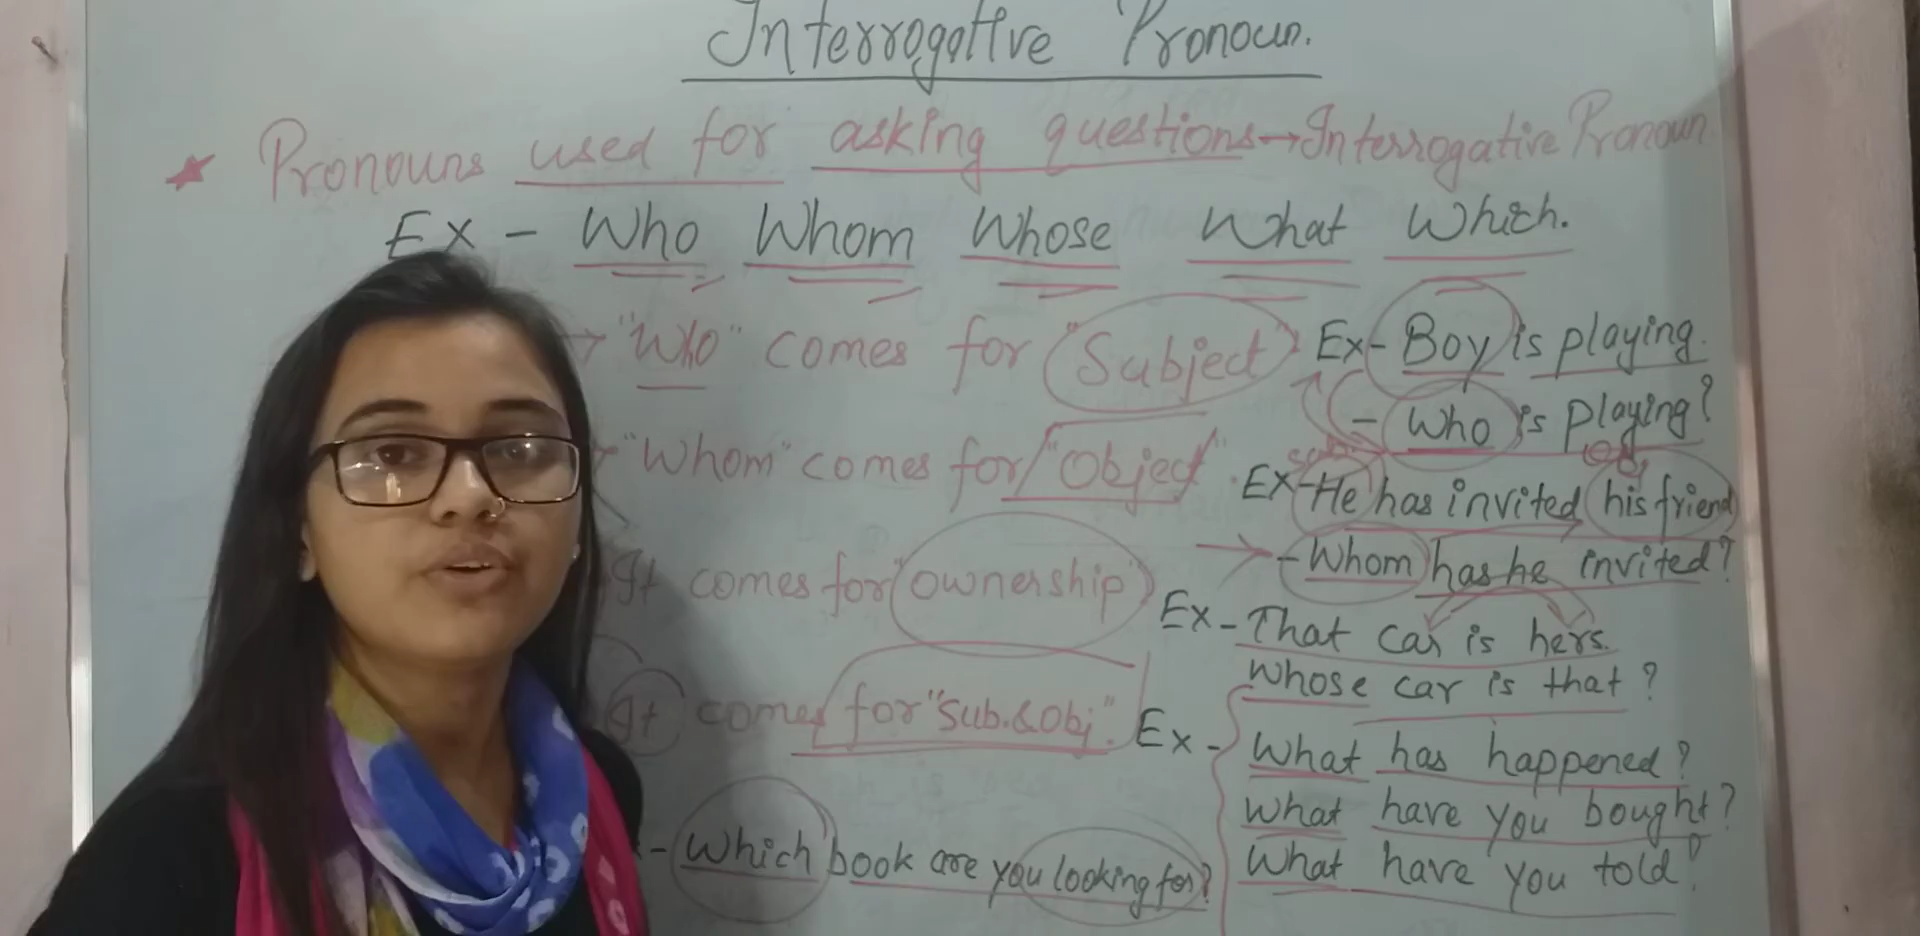 Interrogative Pronoun.
Pronouns used for asking questions → Interrogative Pronoun
Ex - Who Whom Whose What Which.
→ "Who" comes for "Subject" Ex- Boy is playing.
- Who is playing?
"Whom" comes for "Object" Ex- He has invited his friend
- Whom has he invited?
It comes for "ownership" Ex- That car is hers.
Whose car is that?
It comes for "Sub. & Obj." Ex - What has happened?
What have you bought?
- Which book are you looking for? What have you told?